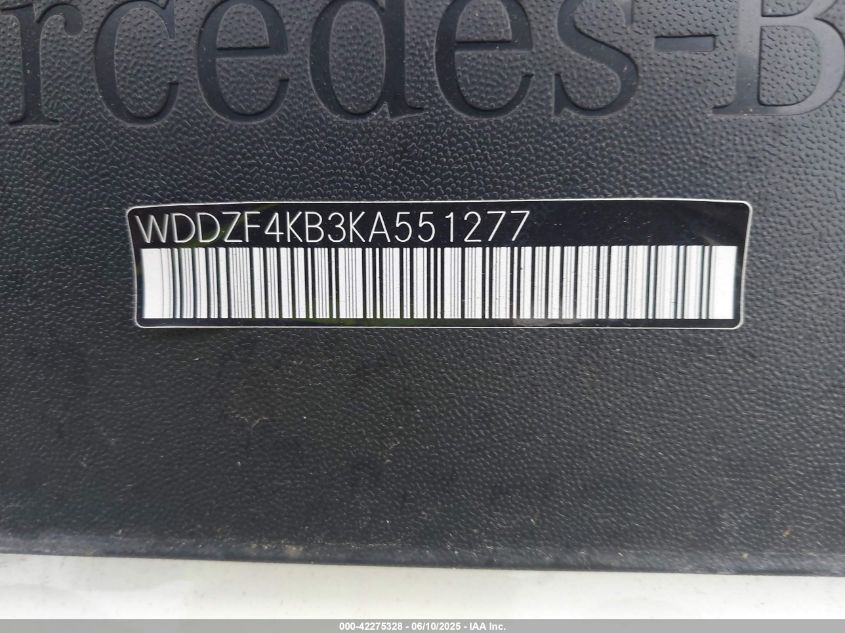 rcedes-B
WDDZF4KB3KA551277
000-42275328 | 06/10/2025 - IAA Inc.